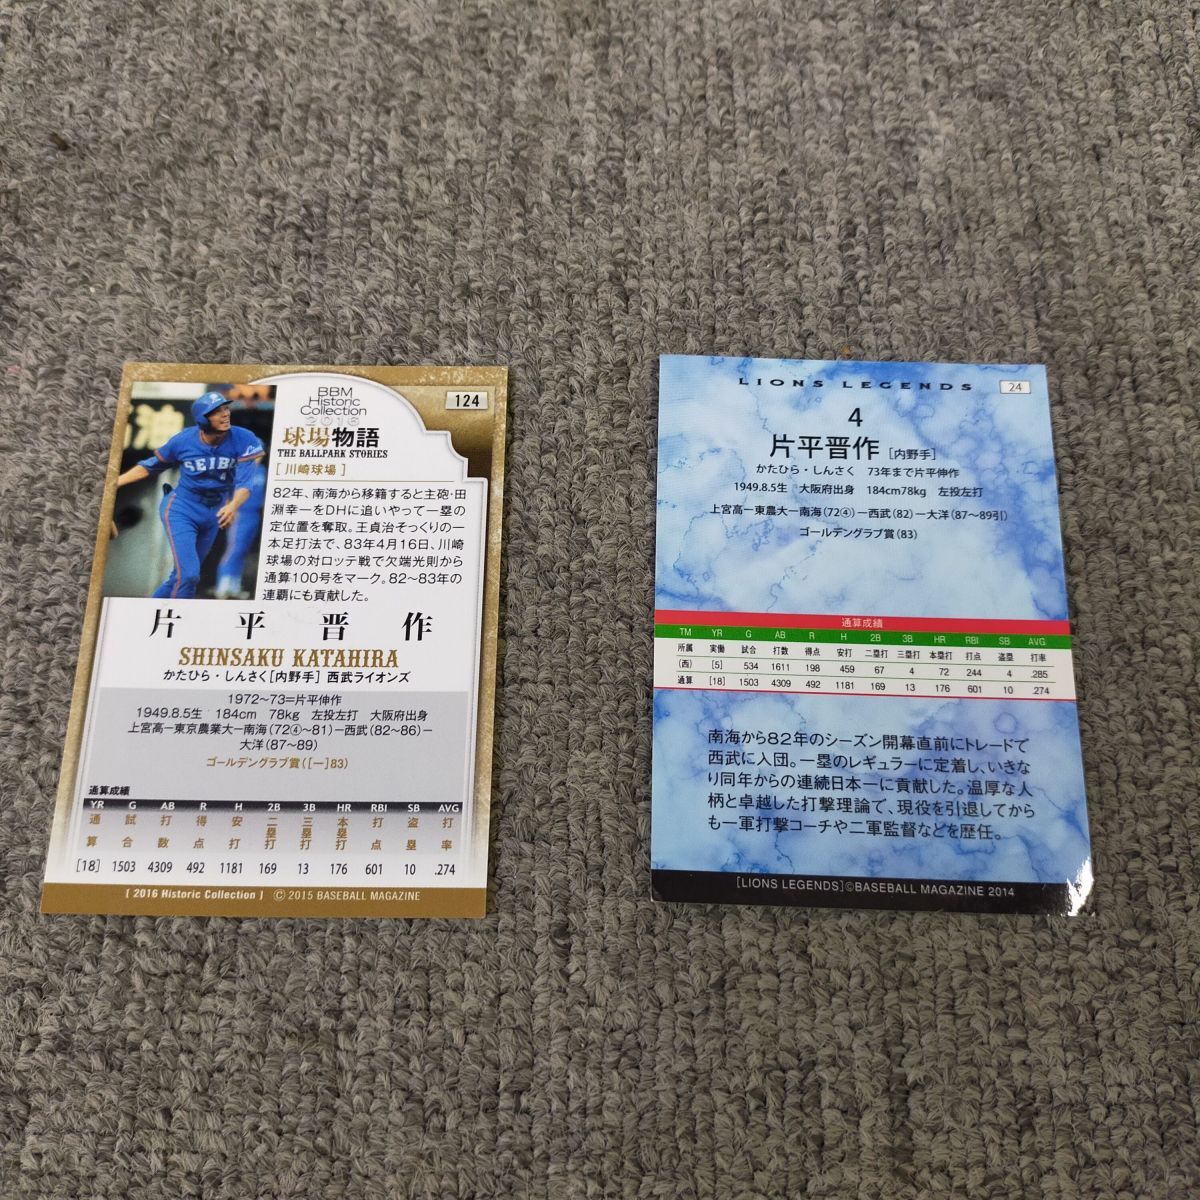 BBM
Historic
Collection
2016
124
球場物語
THE BALLPARK STORIES
[ 川崎球場 ]
SEIBU
82年、南海から移籍すると主砲・田
淵幸一をDHに追いやって一塁の
定位置を奪取。王貞治そっくりの一
本足打法で、83年4月16日、川崎
球場の対ロッテ戦で欠端光則から
通算100号をマーク。82〜83年の
連覇にも貢献した。
片平晋作
SHINSAKU KATAHIRA
かたひら・しんさく[内野手] 西武ライオンズ
1972〜73=片平伸作
1949.8.5生 184cm 78kg 左投左打 大阪府出身
上宮高ー東京農業大ー南海(72④〜81)ー西武(82〜86)ー
大洋(87〜89)
ゴールデングラブ賞([一]83)
通算成績
YR G AB R H 2B 3B HR RBI SB AVG
通算 試合 打数 得点 安打 二塁打 三塁打 本塁打 打点 盗塁 打率
[18] 1503 4309 492 1181 169 13 176 601 10 .274
[ 2016 Historic Collection ] Ⓒ 2015 BASEBALL MAGAZINE
LIONS LEGENDS 24
4
片平晋作 [内野手]
かたひら・しんさく 73年まで片平伸作
1949.8.5生 大阪府出身 184cm78kg 左投左打
上宮高ー東農大ー南海(72④)ー西武(82)ー大洋(87〜89引)
ゴールデングラブ賞(83)
通算成績
TM YR G AB R H 2B 3B HR RBI SB AVG
所属 実働 試合 打数 得点 安打 二塁打 三塁打 本塁打 打点 盗塁 打率
(西) [5] 534 1611 198 459 67 4 72 244 4 .285
通算 [18] 1503 4309 492 1181 169 13 176 601 10 .274
南海から82年のシーズン開幕直前にトレードで
西武に入団。一塁のレギュラーに定着し、いきな
り同年からの連続日本一に貢献した。温厚な人
柄と卓越した打撃理論で、現役を引退してから
も一軍打撃コーチや二軍監督などを歴任。
[LIONS LEGENDS]ⒸBASEBALL MAGAZINE 2014